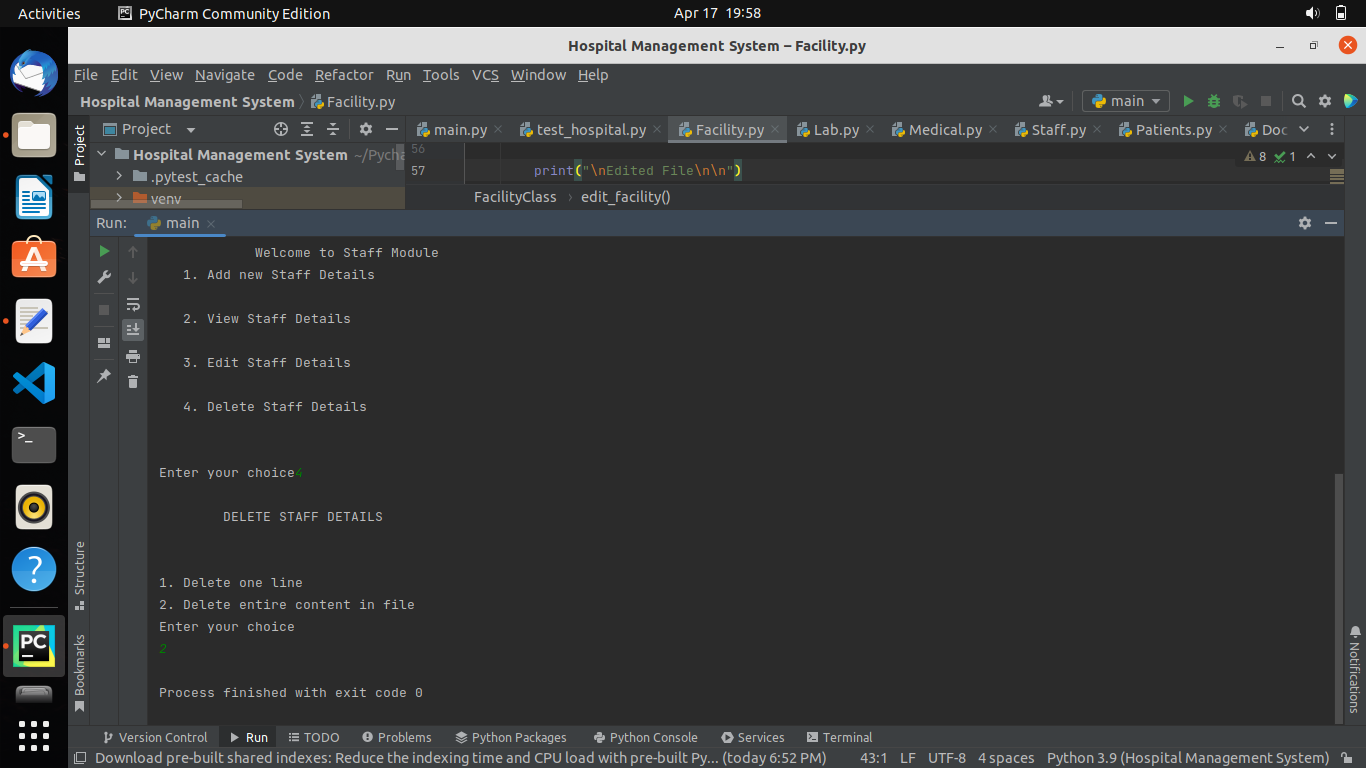 Activities PyCharm Community Edition Apr 17 19:58
Hospital Management System – Facility.py
File Edit View Navigate Code Refactor Run Tools VCS Window Help
Hospital Management System Facility.py main
Project main.py test_hospital.py Facility.py Lab.py Medical.py Staff.py Patients.py Doc
Project
Hospital Management System ~/Pycha
.pytest_cache
venv
56
57 print("\nEdited File\n\n")
8 1
FacilityClass › edit_facility()
Run: main
Welcome to Staff Module
1. Add new Staff Details
2. View Staff Details
3. Edit Staff Details
4. Delete Staff Details
Enter your choice4
DELETE STAFF DETAILS
1. Delete one line
2. Delete entire content in file
Enter your choice
2
Process finished with exit code 0
Structure
Bookmarks
Notifications
Version Control Run TODO Problems Python Packages Python Console Services Terminal
Download pre-built shared indexes: Reduce the indexing time and CPU load with pre-built Py... (today 6:52 PM) 43:1 LF UTF-8 4 spaces Python 3.9 (Hospital Management System)
>_
?
PC